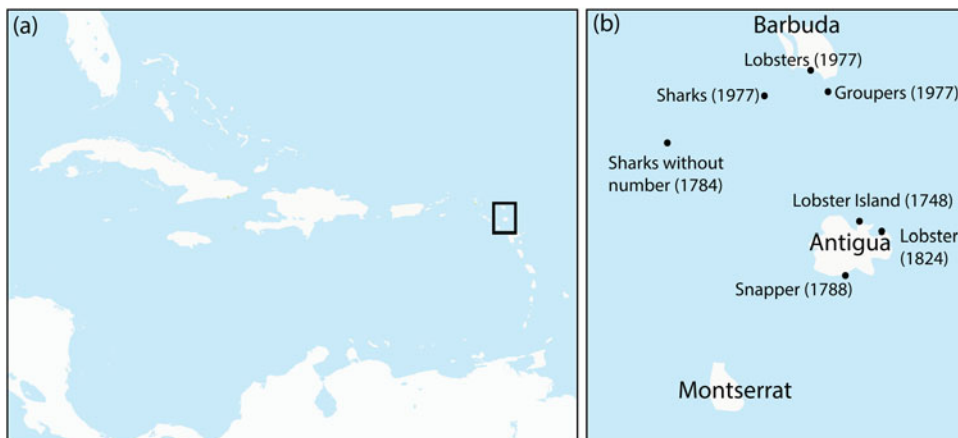 (a)
(b)
Barbuda
Lobsters (1977)
Sharks (1977)
Groupers (1977)
Sharks without
number (1784)
Lobster Island (1748)
Antigua
Lobster
(1824)
Snapper (1788)
Montserrat